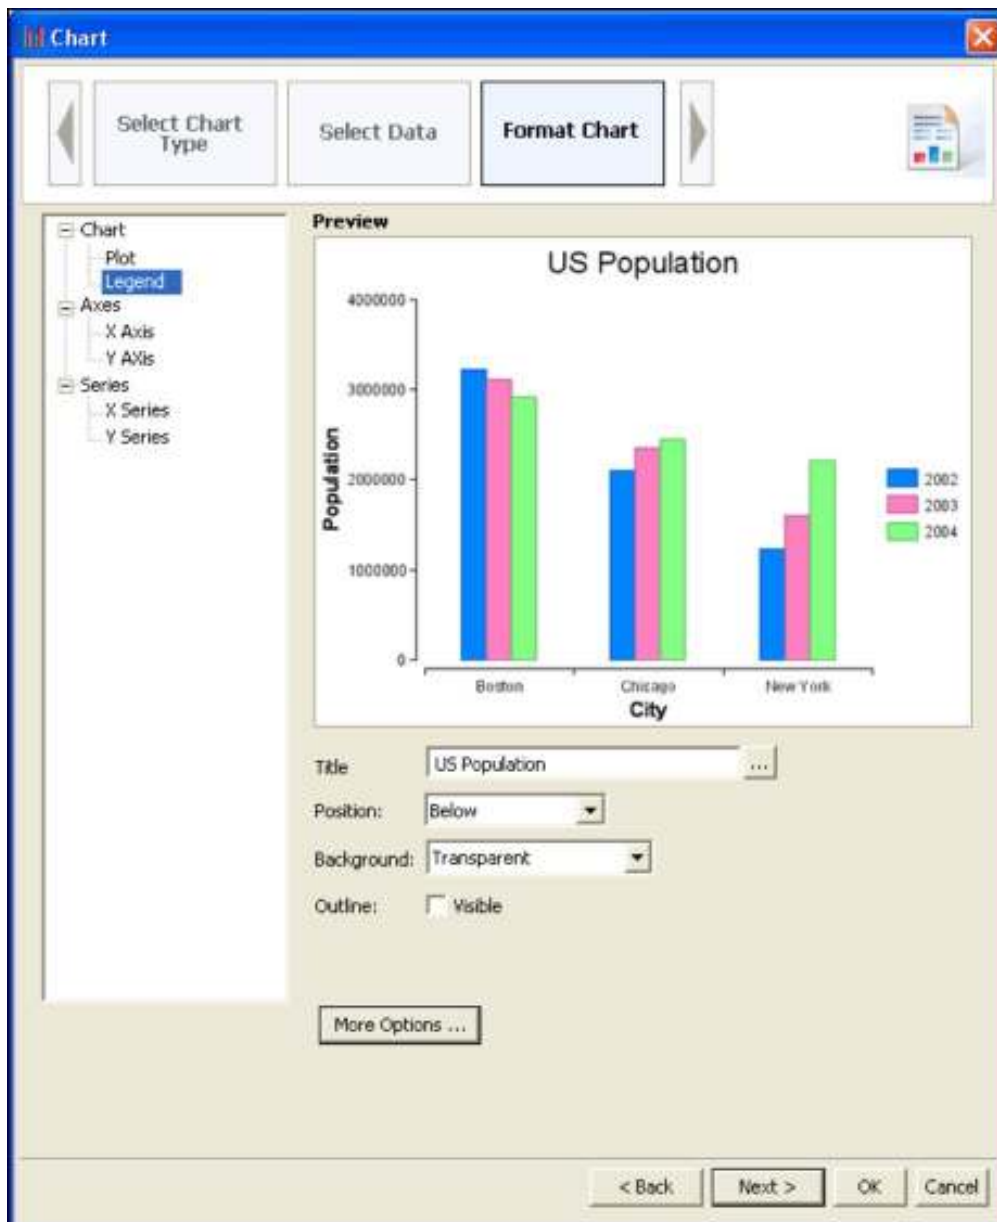 Chart
Select Chart
Type
Select Data
Format Chart
Chart
Plot
Legend
Axes
X Axis
Y AXis
Series
X Series
Y Series
Preview
US Population
4000000
3000000
2000000
1000000
0
Population
Boston
Chicago
New York
City
2002
2003
2004
Title
US Population
...
Position:
Below
Background:
Transparent
Outline:
Visible
More Options ...
< Back
Next >
OK
Cancel